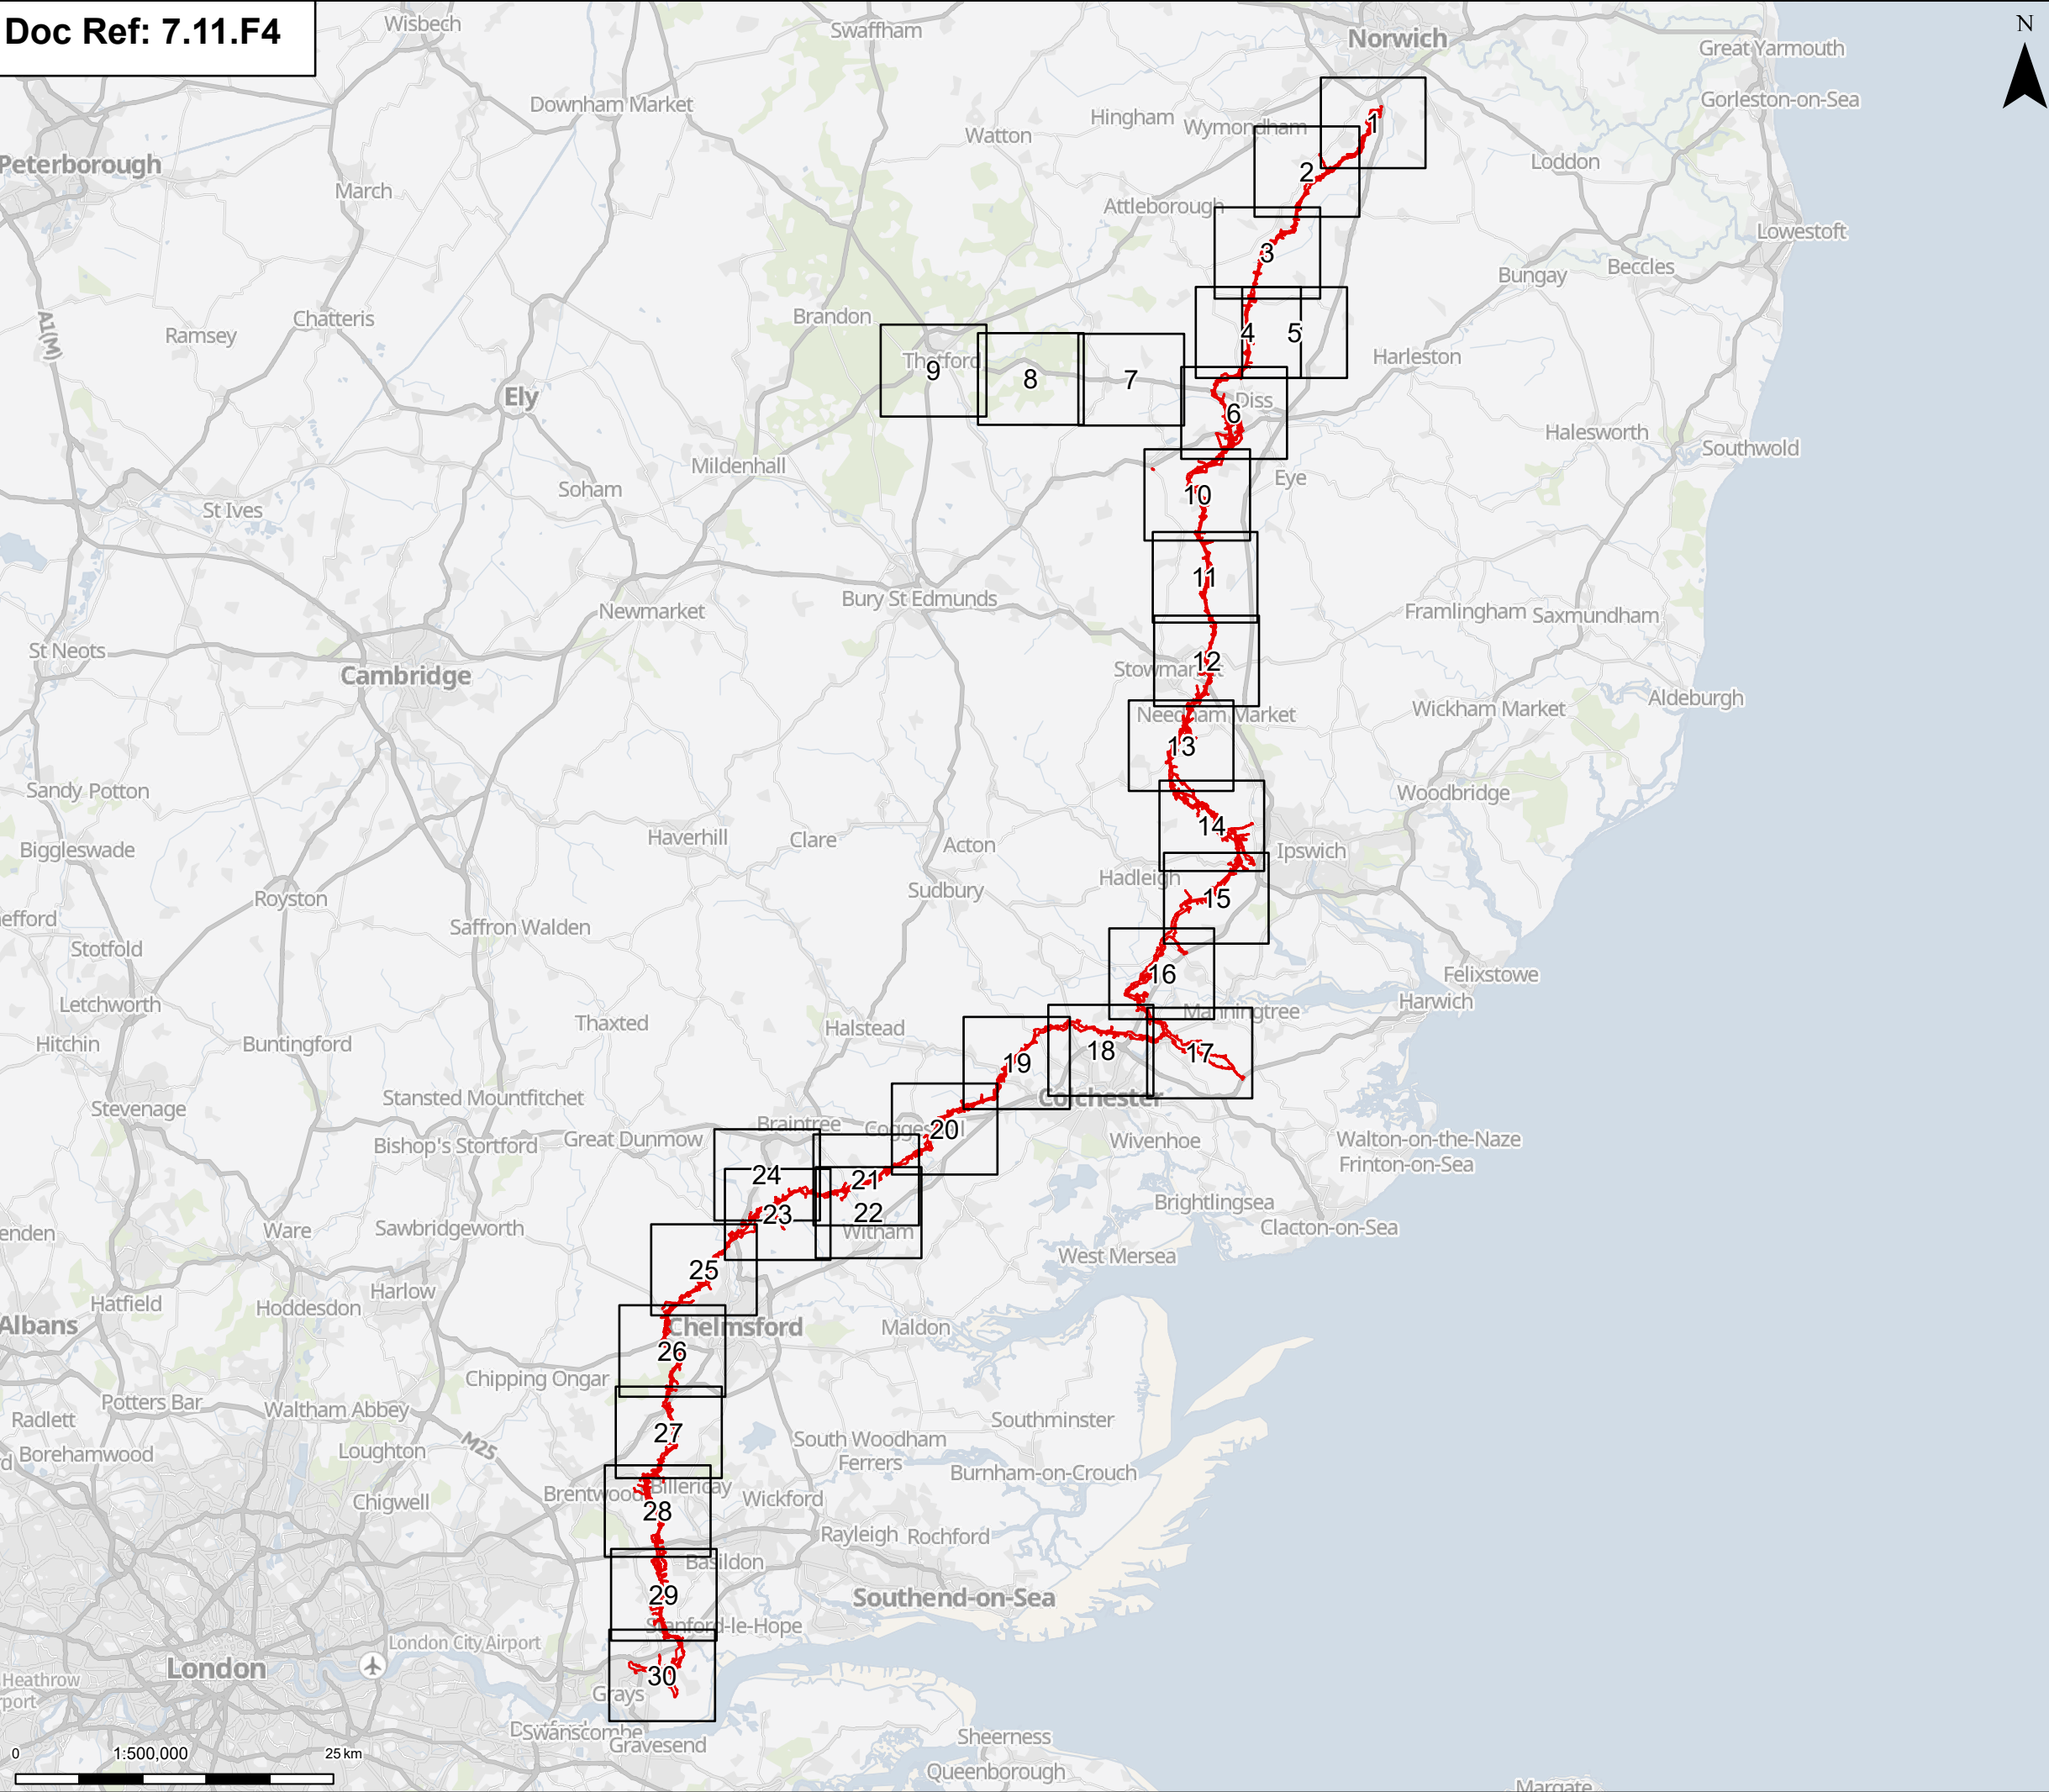 Doc Ref: 7.11.F4
Wisbech
Swaffham
Norwich
N
Great Yarmouth
Gorleston-on-Sea
Downham Market
Hingham
Wymondham
Watton
1
Peterborough
March
Loddon
2
Attleborough
Lowestoft
3
Bungay
Beccles
A1(M)
Ramsey
Chatteris
Brandon
4
5
Harleston
Thetford
9
8
7
Ely
Diss
6
Halesworth
Southwold
Mildenhall
Soham
Eye
10
St Ives
11
Bury St Edmunds
Newmarket
Framlingham
Saxmundham
St Neots
Cambridge
Stowmarket
12
Aldeburgh
Needham Market
Wickham Market
13
Sandy
Potton
Woodbridge
14
Haverhill
Clare
Acton
Biggleswade
Ipswich
Hadleigh
Sudbury
Royston
15
efford
Saffron Walden
Stotfold
16
Felixstowe
Letchworth
Harwich
Manningtree
Thaxted
Halstead
Hitchin
Buntingford
18
17
19
Stansted Mountfitchet
Colchester
Stevenage
Braintree
Coggeshall
20
Bishop's Stortford
Great Dunmow
Wivenhoe
Walton-on-the-Naze
Frinton-on-Sea
24
21
Brightlingsea
23
22
enden
Ware
Sawbridgeworth
Witham
Clacton-on-Sea
West Mersea
25
Harlow
Hatfield
Hoddesdon
Albans
Chelmsford
Maldon
26
Chipping Ongar
Potters Bar
Waltham Abbey
Radlett
Southminster
27
Borehamwood
Loughton
M25
South Woodham
Ferrers
Burnham-on-Crouch
Brentwood
Billericay
Wickford
Chigwell
28
Rayleigh
Rochford
Basildon
29
Southend-on-Sea
Stanford-le-Hope
London City Airport
London
30
Heathrow
rport
Grays
Swanscombe
Gravesend
Sheerness
Queenborough
Margate
0
1:500,000
25 km